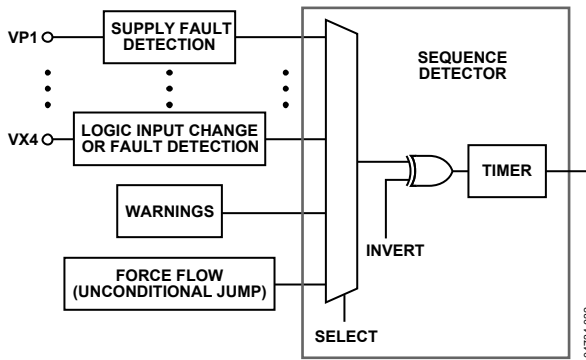 VP1
SUPPLY FAULT
DETECTION
SEQUENCE
DETECTOR
VX4
LOGIC INPUT CHANGE
OR FAULT DETECTION
TIMER
WARNINGS
INVERT
FORCE FLOW
(UNCONDITIONAL JUMP)
SELECT